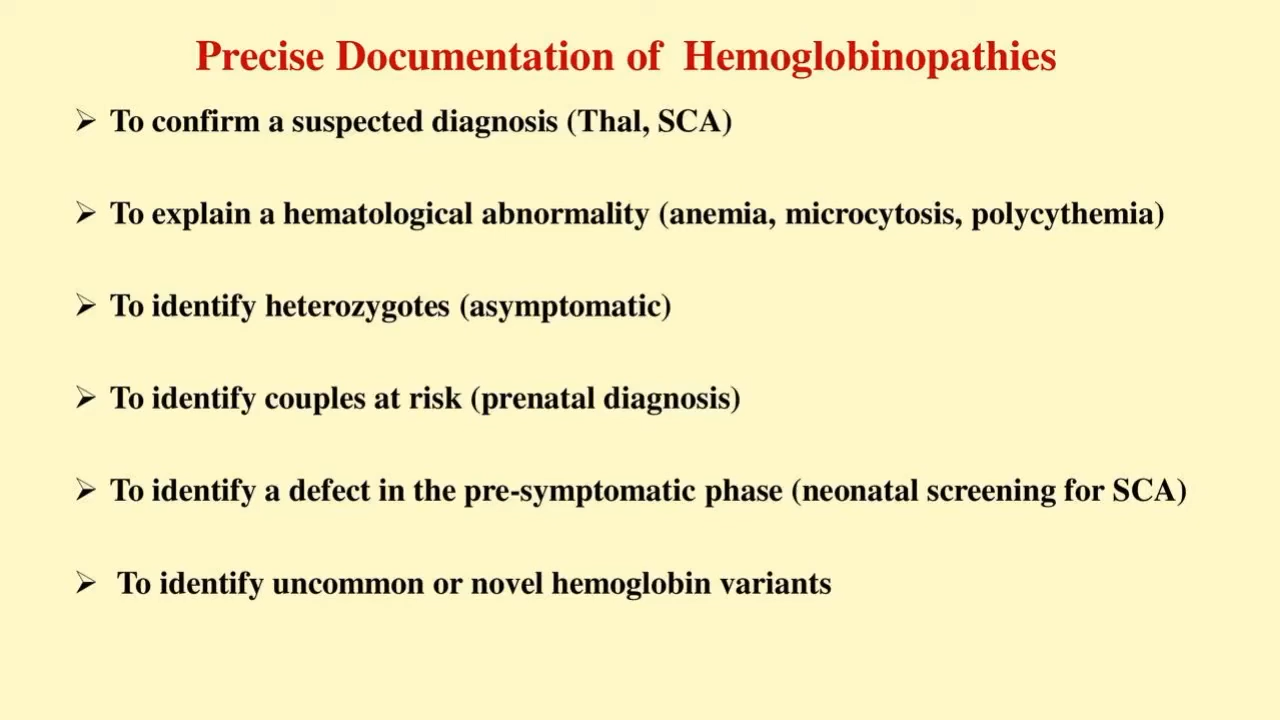 Precise Documentation of Hemoglobinopathies
➢ To confirm a suspected diagnosis (Thal, SCA)
➢ To explain a hematological abnormality (anemia, microcytosis, polycythemia)
➢ To identify heterozygotes (asymptomatic)
➢ To identify couples at risk (prenatal diagnosis)
➢ To identify a defect in the pre-symptomatic phase (neonatal screening for SCA)
➢ To identify uncommon or novel hemoglobin variants